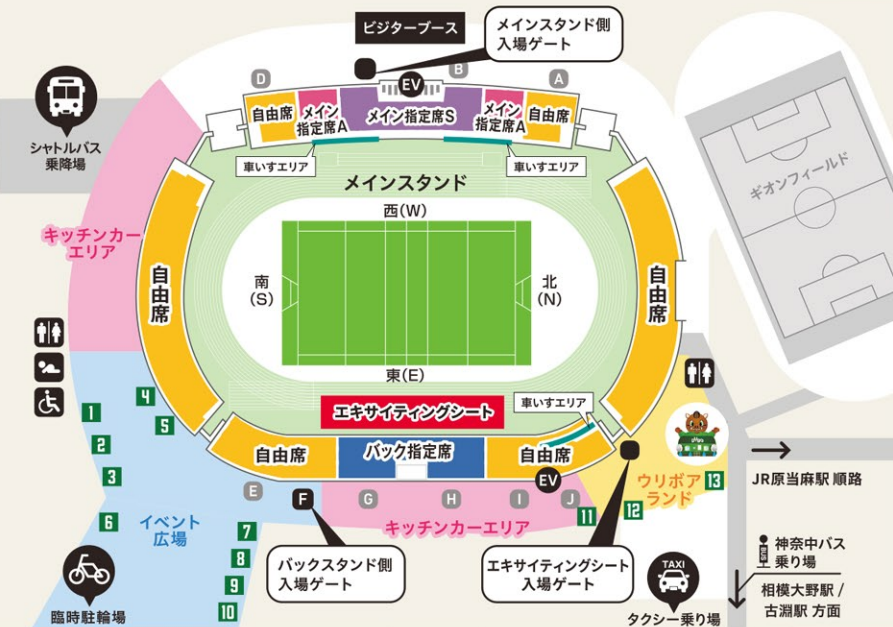 ビジターブース
メインスタンド側
入場ゲート
シャトルバス
乗降場
D
EV
B
A
自由席
メイン
指定席A
メイン指定席S
メイン
指定席A
自由席
車いすエリア
車いすエリア
メインスタンド
ギオンフィールド
キッチンカー
エリア
自由席
西(W)
南
(S)
北
(N)
東(E)
自由席
エキサイティングシート
車いすエリア
自由席
バック指定席
自由席
EV
1
2
3
4
5
6
7
8
9
10
イベント
広場
E
F
G
H
I
J
キッチンカーエリア
11
12
13
ウリボア
ランド
JR原当麻駅 順路
バックスタンド側
入場ゲート
エキサイティングシート
入場ゲート
臨時駐輪場
TAXI
タクシー乗り場
BUS
神奈中バス
乗り場
相模大野駅 /
古淵駅 方面